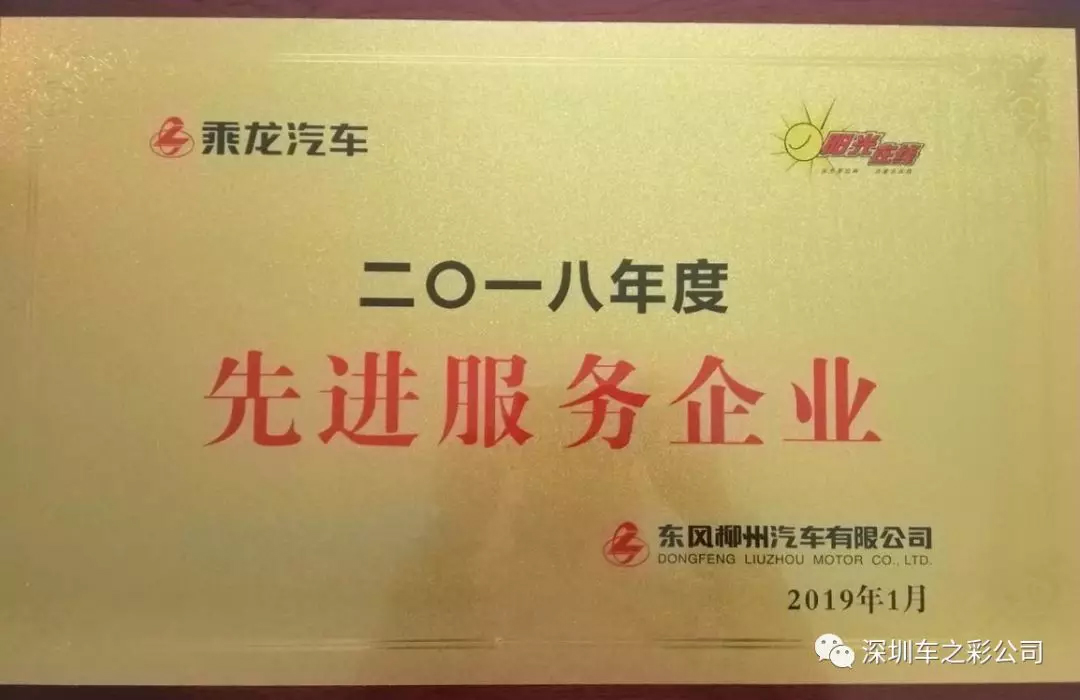 乘龙汽车
阳光在线
二〇一八年度
先进服务企业
东风柳州汽车有限公司
DONGFENG LIUZHOU MOTOR CO., LTD.
2019年1月
深圳车之彩公司